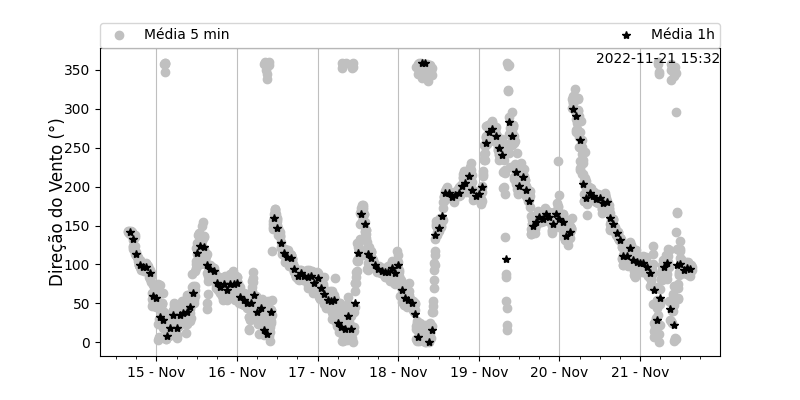 Média 5 min
Média 1h
2022-11-21 15:32
Direção do Vento (°)
350
300
250
200
150
100
50
0
15 - Nov
16 - Nov
17 - Nov
18 - Nov
19 - Nov
20 - Nov
21 - Nov